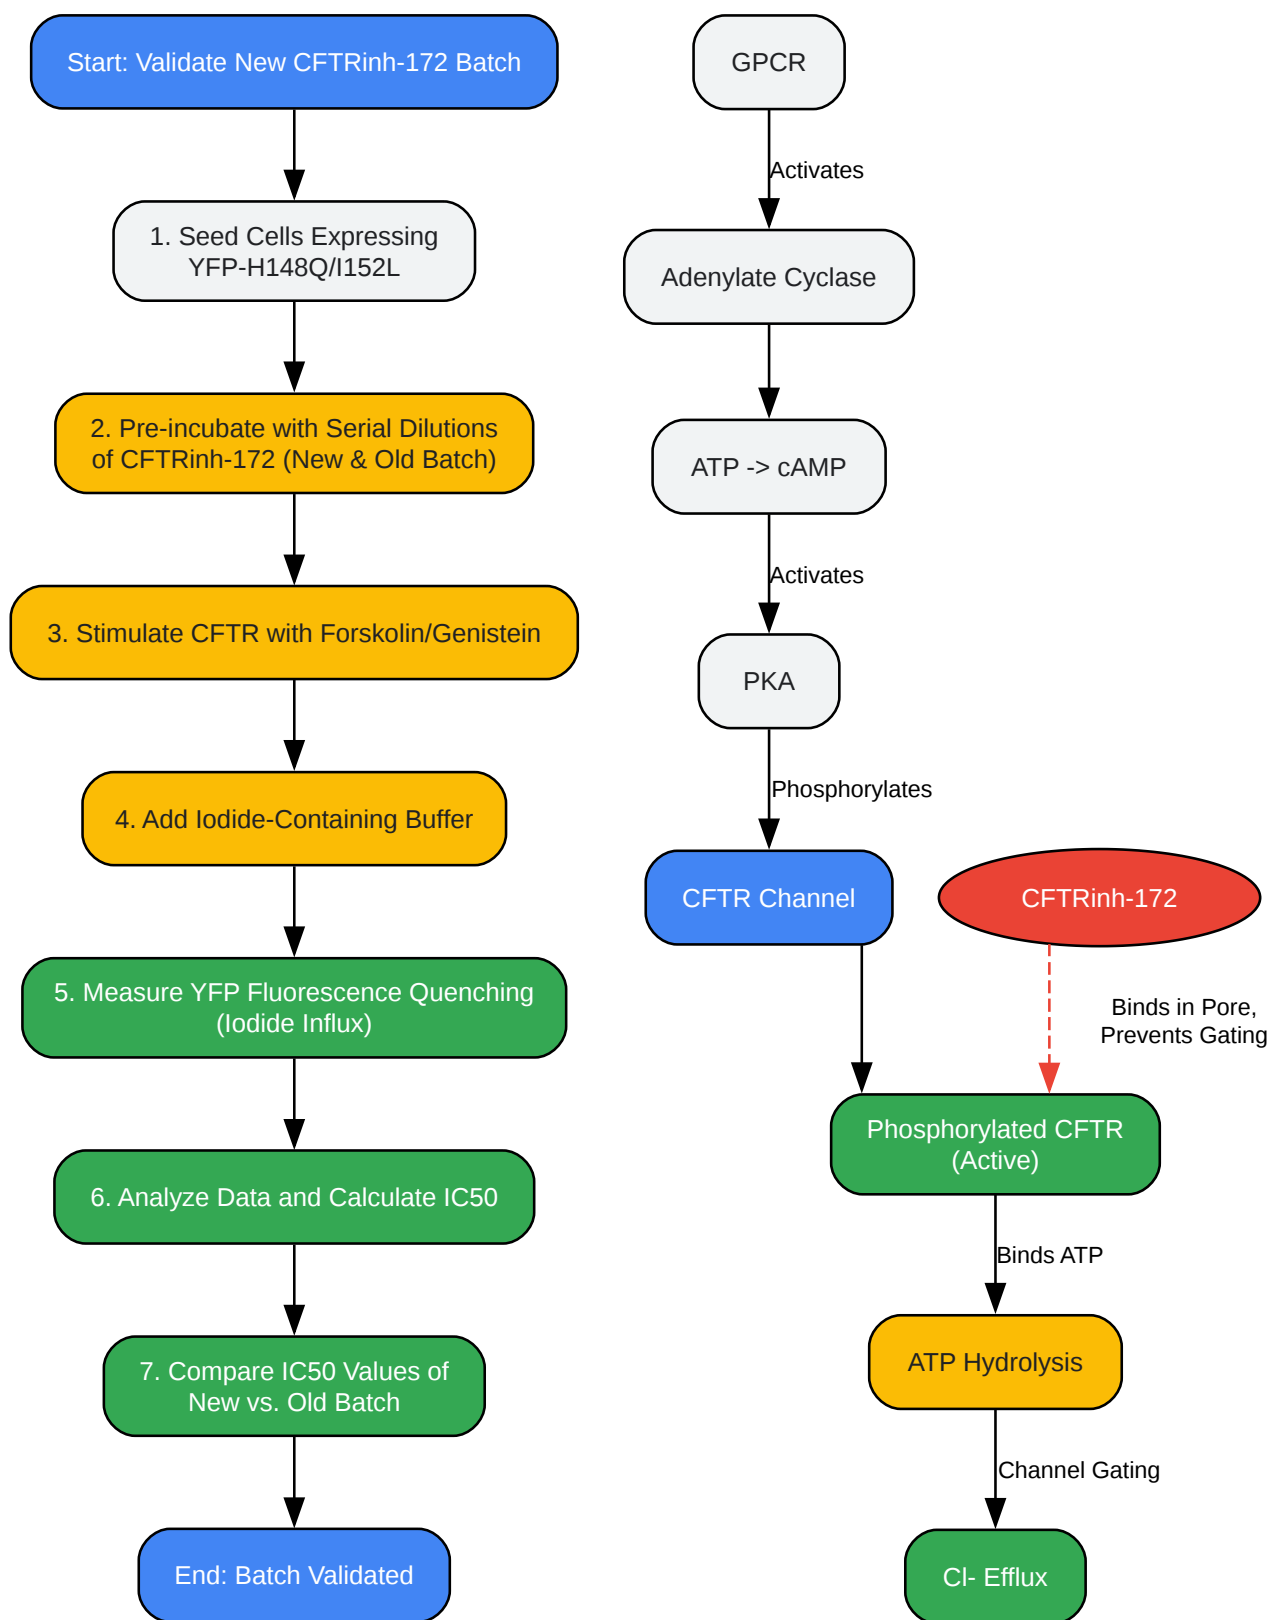 Start: Validate New CFTRinh-172 Batch
1. Seed Cells Expressing
YFP-H148Q/I152L
2. Pre-incubate with Serial Dilutions
of CFTRinh-172 (New & Old Batch)
3. Stimulate CFTR with Forskolin/Genistein
4. Add Iodide-Containing Buffer
5. Measure YFP Fluorescence Quenching
(Iodide Influx)
6. Analyze Data and Calculate IC50
7. Compare IC50 Values of
New vs. Old Batch
End: Batch Validated
GPCR
Activates
Adenylate Cyclase
ATP -> cAMP
Activates
PKA
Phosphorylates
CFTR Channel
CFTRinh-172
Binds in Pore,
Prevents Gating
Phosphorylated CFTR
(Active)
Binds ATP
ATP Hydrolysis
Channel Gating
Cl- Efflux